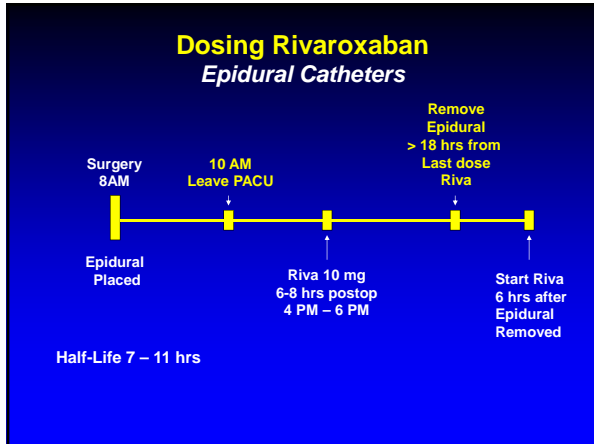 Dosing Rivaroxaban
Epidural Catheters
Surgery
8AM
10 AM
Leave PACU
Remove
Epidural
> 18 hrs from
Last dose
Riva
Epidural
Placed
Riva 10 mg
6-8 hrs postop
4 PM – 6 PM
Start Riva
6 hrs after
Epidural
Removed
Half-Life 7 – 11 hrs